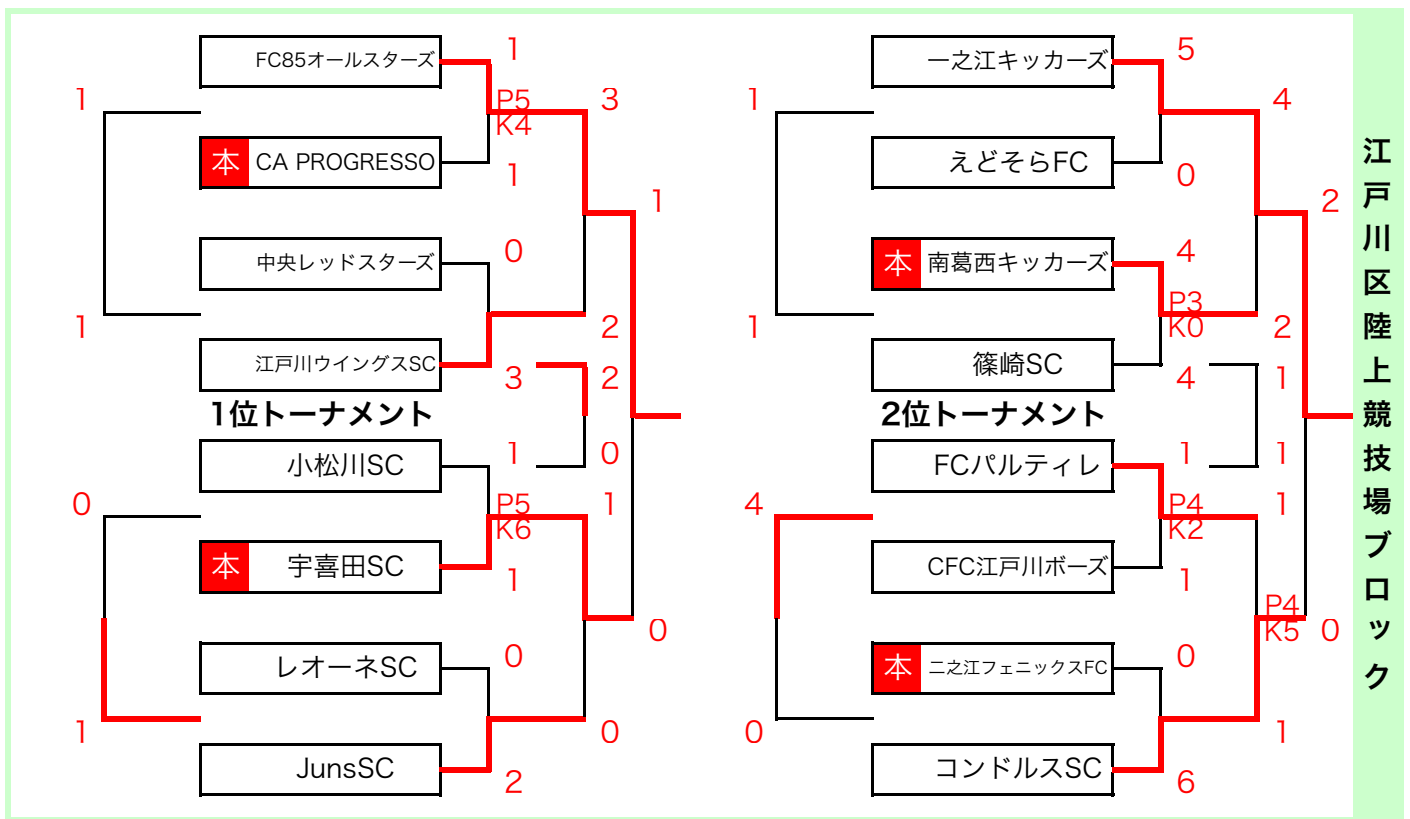 FC85オールスターズ
1
1
P5
K4
3
本 CA PROGRESSO
1
1
中央レッドスターズ
0
1
2
江戸川ウイングスSC
3
2
1位トーナメント
小松川SC
1
0
0
P5
K6
1
本 宇喜田SC
1
レオーネSC
0
0
1
0
JunsSC
2
一之江キッカーズ
5
1
4
えどそらFC
0
2
本 南葛西キッカーズ
4
P3
K0
1
2
篠崎SC
4
1
2位トーナメント
FCパルティレ
1
1
4
P4
K2
1
CFC江戸川ボーズ
1
P4
K5
0
本 二之江フェニックスFC
0
0
1
コンドルスSC
6
江戸川区陸上競技場ブロック